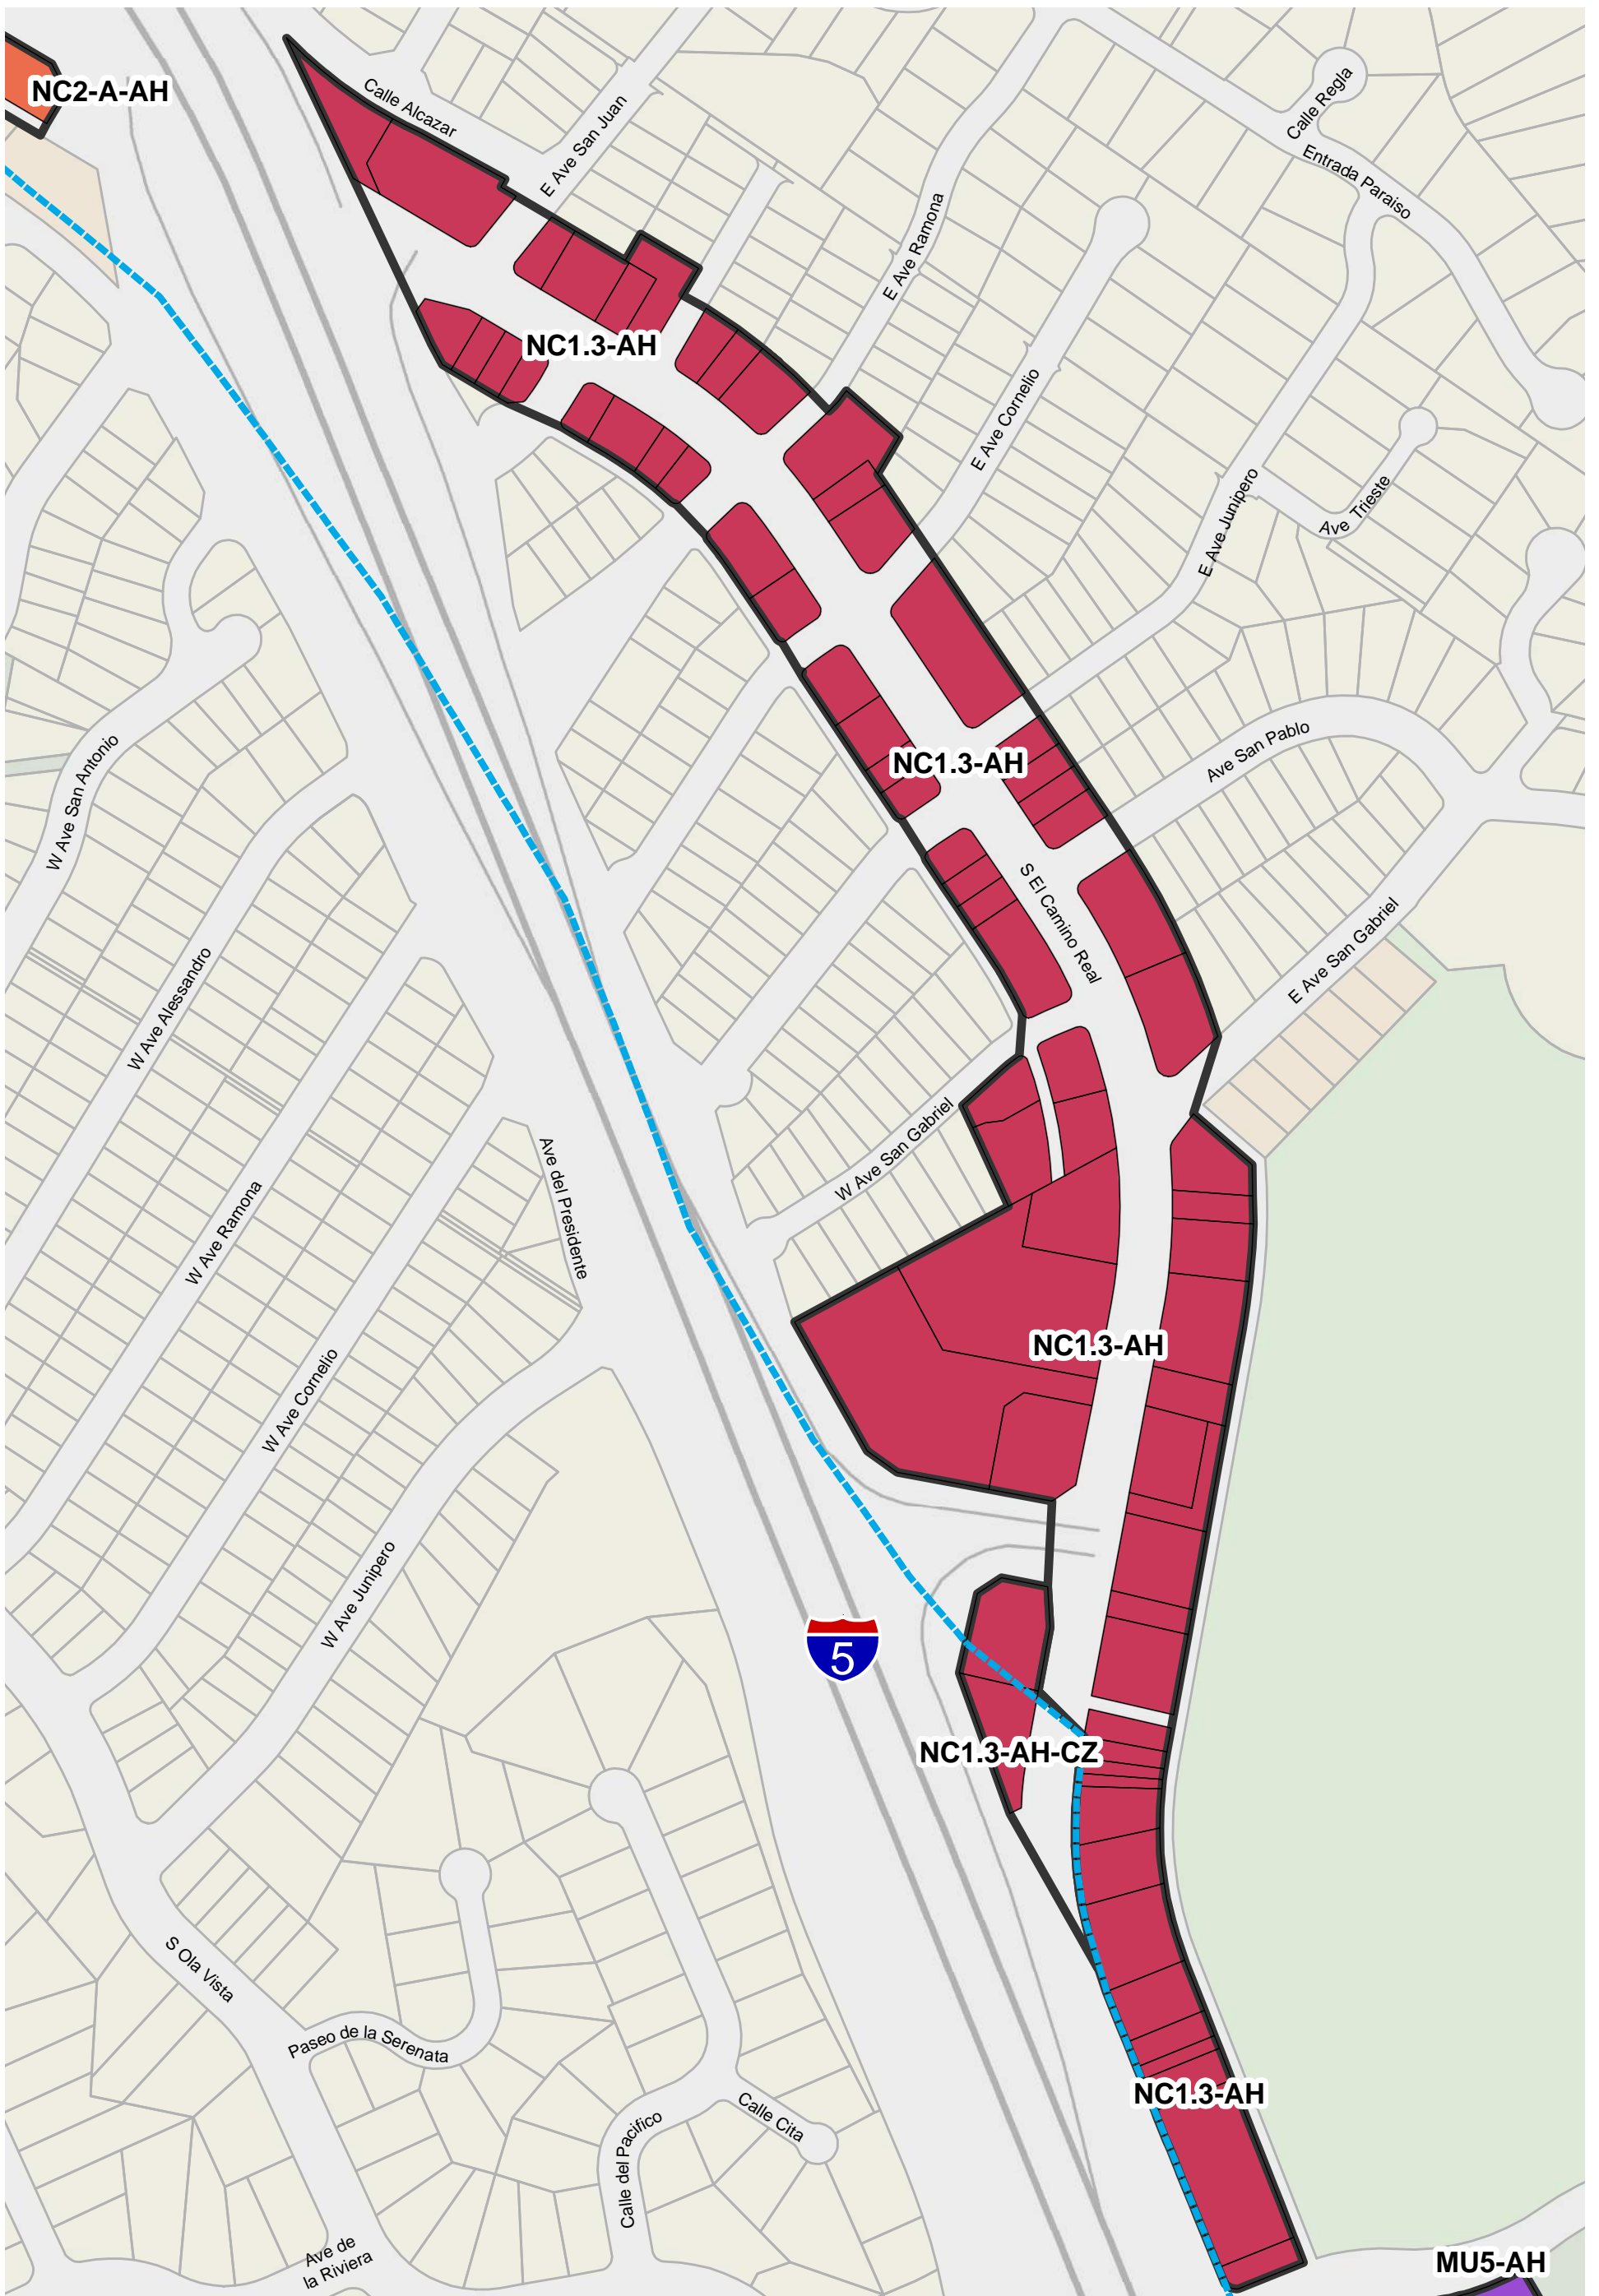 NC2-A-AH
Calle Alcazar
E Ave San Juan
Calle Regla
Entrada Paraiso
E Ave Ramona
NC1.3-AH
E Ave Cornelio
E Ave Junipero
Ave Trieste
W Ave San Antonio
NC1.3-AH
Ave San Pablo
S El Camino Real
E Ave San Gabriel
W Ave Alessandro
W Ave San Gabriel
Ave del Presidente
W Ave Ramona
NC1.3-AH
W Ave Cornelio
W Ave Junipero
5
NC1.3-AH-CZ
S Ola Vista
Paseo de la Serenata
NC1.3-AH
Calle Cita
Calle del Pacifico
Ave de
la Riviera
MU5-AH